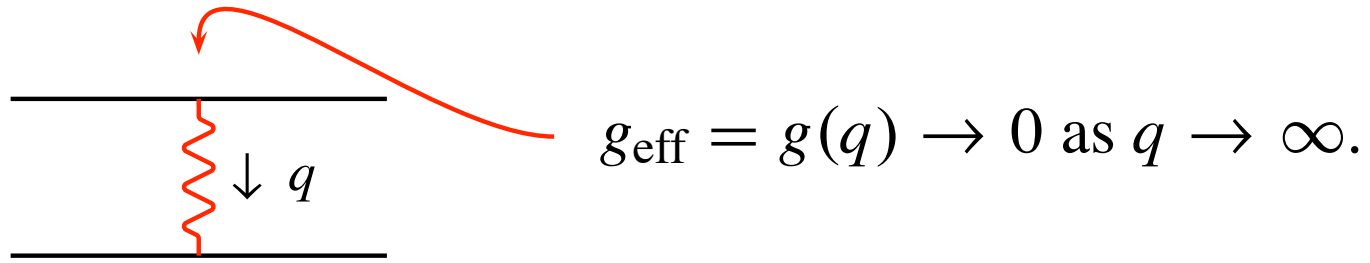 g_eff = g(q) → 0 as q → ∞.
↓ q